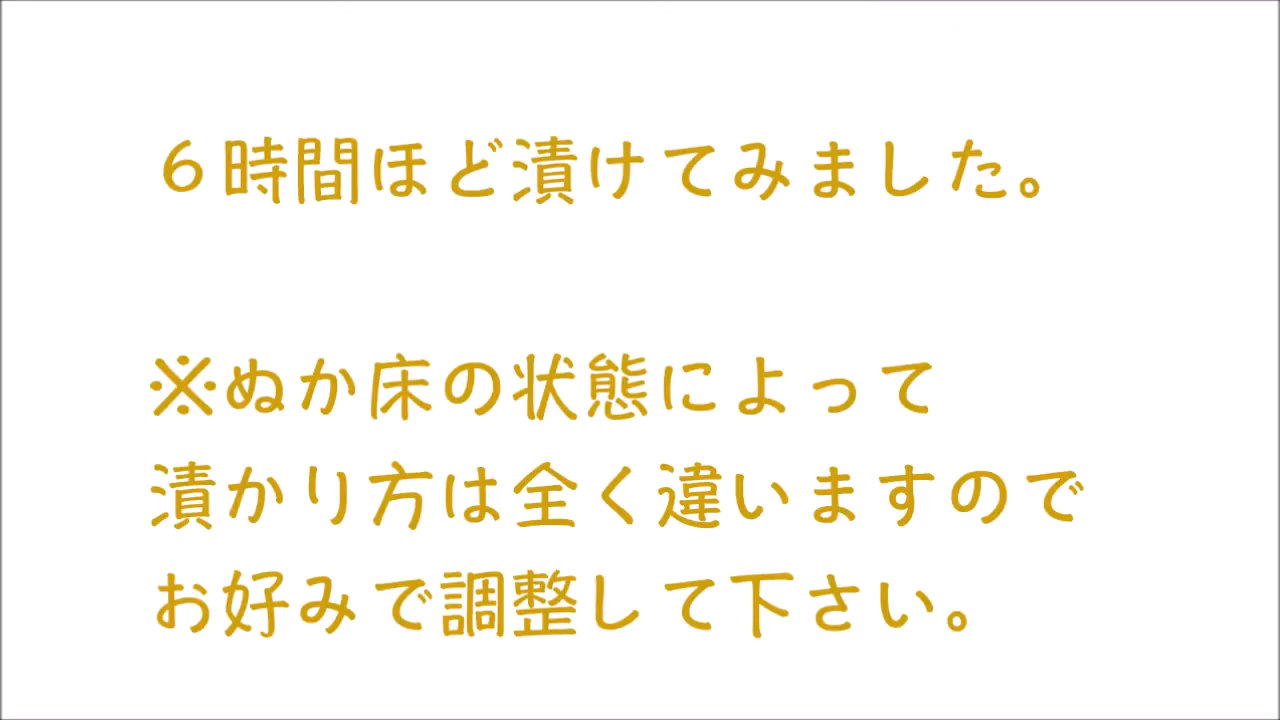 ６時間ほど漬けてみました。
※ぬか床の状態によって
漬かり方は全く違いますので
お好みで調整して下さい。